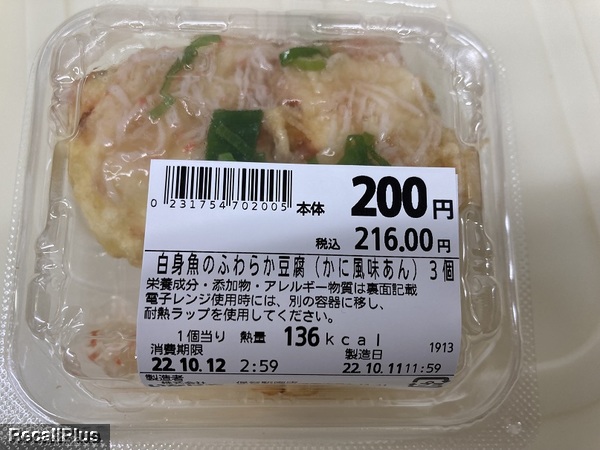 0 231754 702005
本体 200円
税込 216.00円
白身魚のふわらか豆腐（かに風味あん）３個
栄養成分・添加物・アレルギー物質は裏面記載
電子レンジ使用時には、別の容器に移し、
耐熱ラップを使用してください。
1個当り 熱量 136kcal
消費期限 製造日 1913
22.10.12 2:59 22.10.11 11:59
製造者
RecallPlus